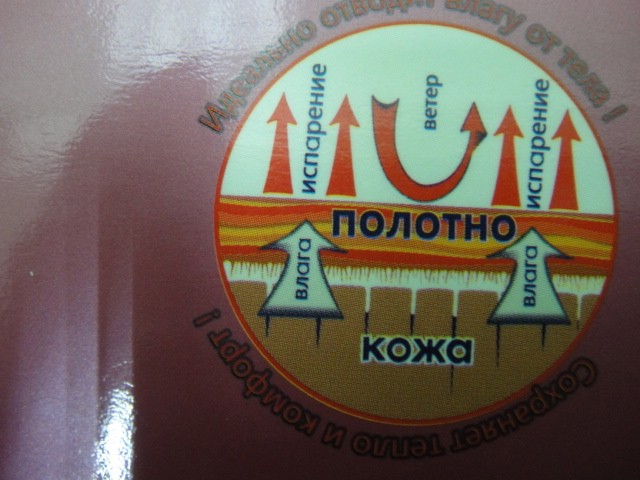 Идеально отводит влагу от тела !
испарение
ветер
испарение
ПОЛОТНО
влага
влага
кожа
Сохраняет тепло и комфорт !